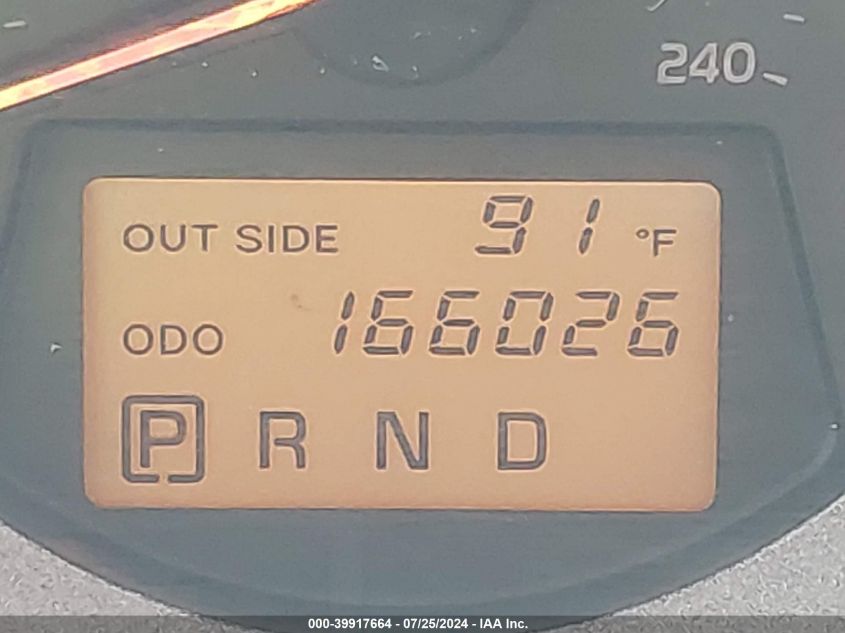 240
OUT SIDE 91 °F
ODO 166026
P R N D
000-39917664 - 07/25/2024 - IAA Inc.